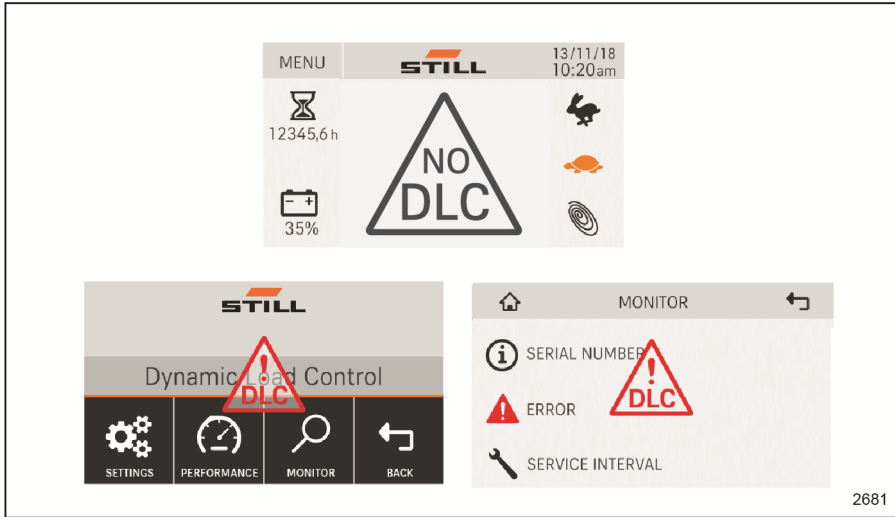 MENU
STILL
13/11/18
10:20am
12345,6 h
35%
NO
DLC
STILL
Dynamic Load Control
!
DLC
SETTINGS
PERFORMANCE
MONITOR
BACK
MONITOR
SERIAL NUMBER
ERROR
SERVICE INTERVAL
!
DLC
2681